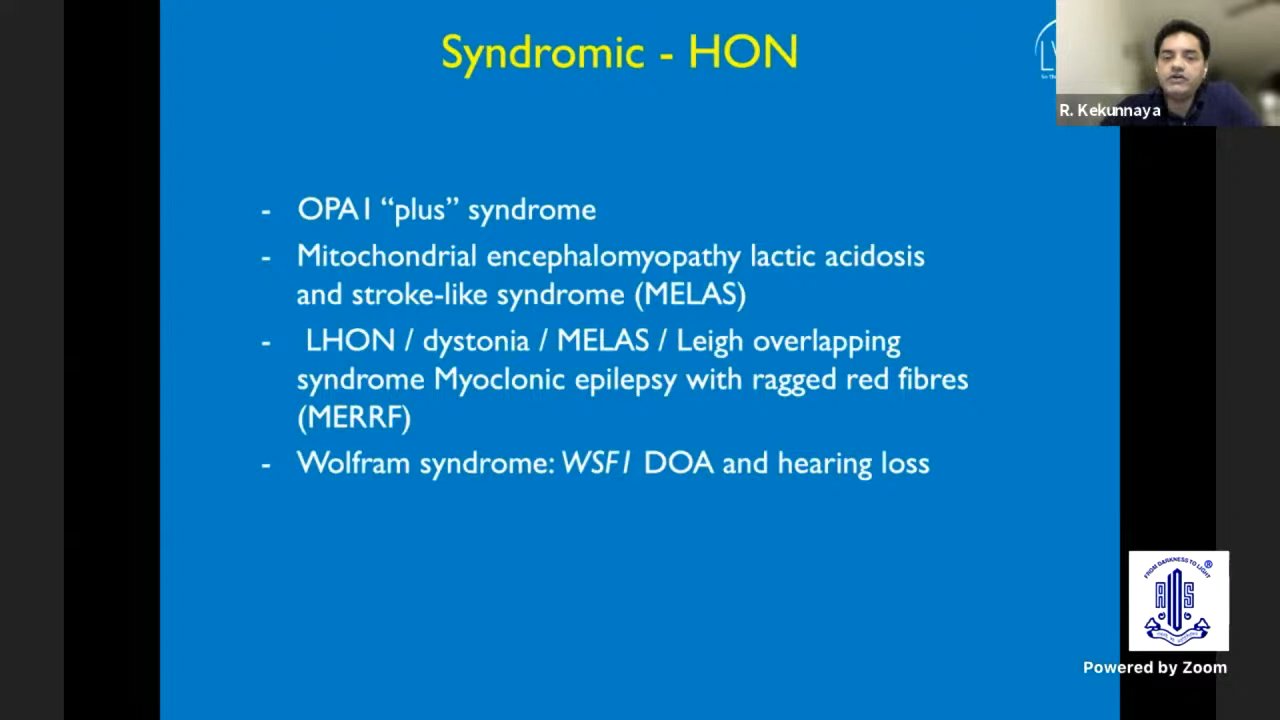 Syndromic - HON
R. Kekunnaya
- OPA1 “plus” syndrome
- Mitochondrial encephalomyopathy lactic acidosis
and stroke-like syndrome (MELAS)
- LHON / dystonia / MELAS / Leigh overlapping
syndrome Myoclonic epilepsy with ragged red fibres
(MERRF)
- Wolfram syndrome: WSF1 DOA and hearing loss
FROM DARKNESS TO LIGHT ®
AIOS
Powered by Zoom